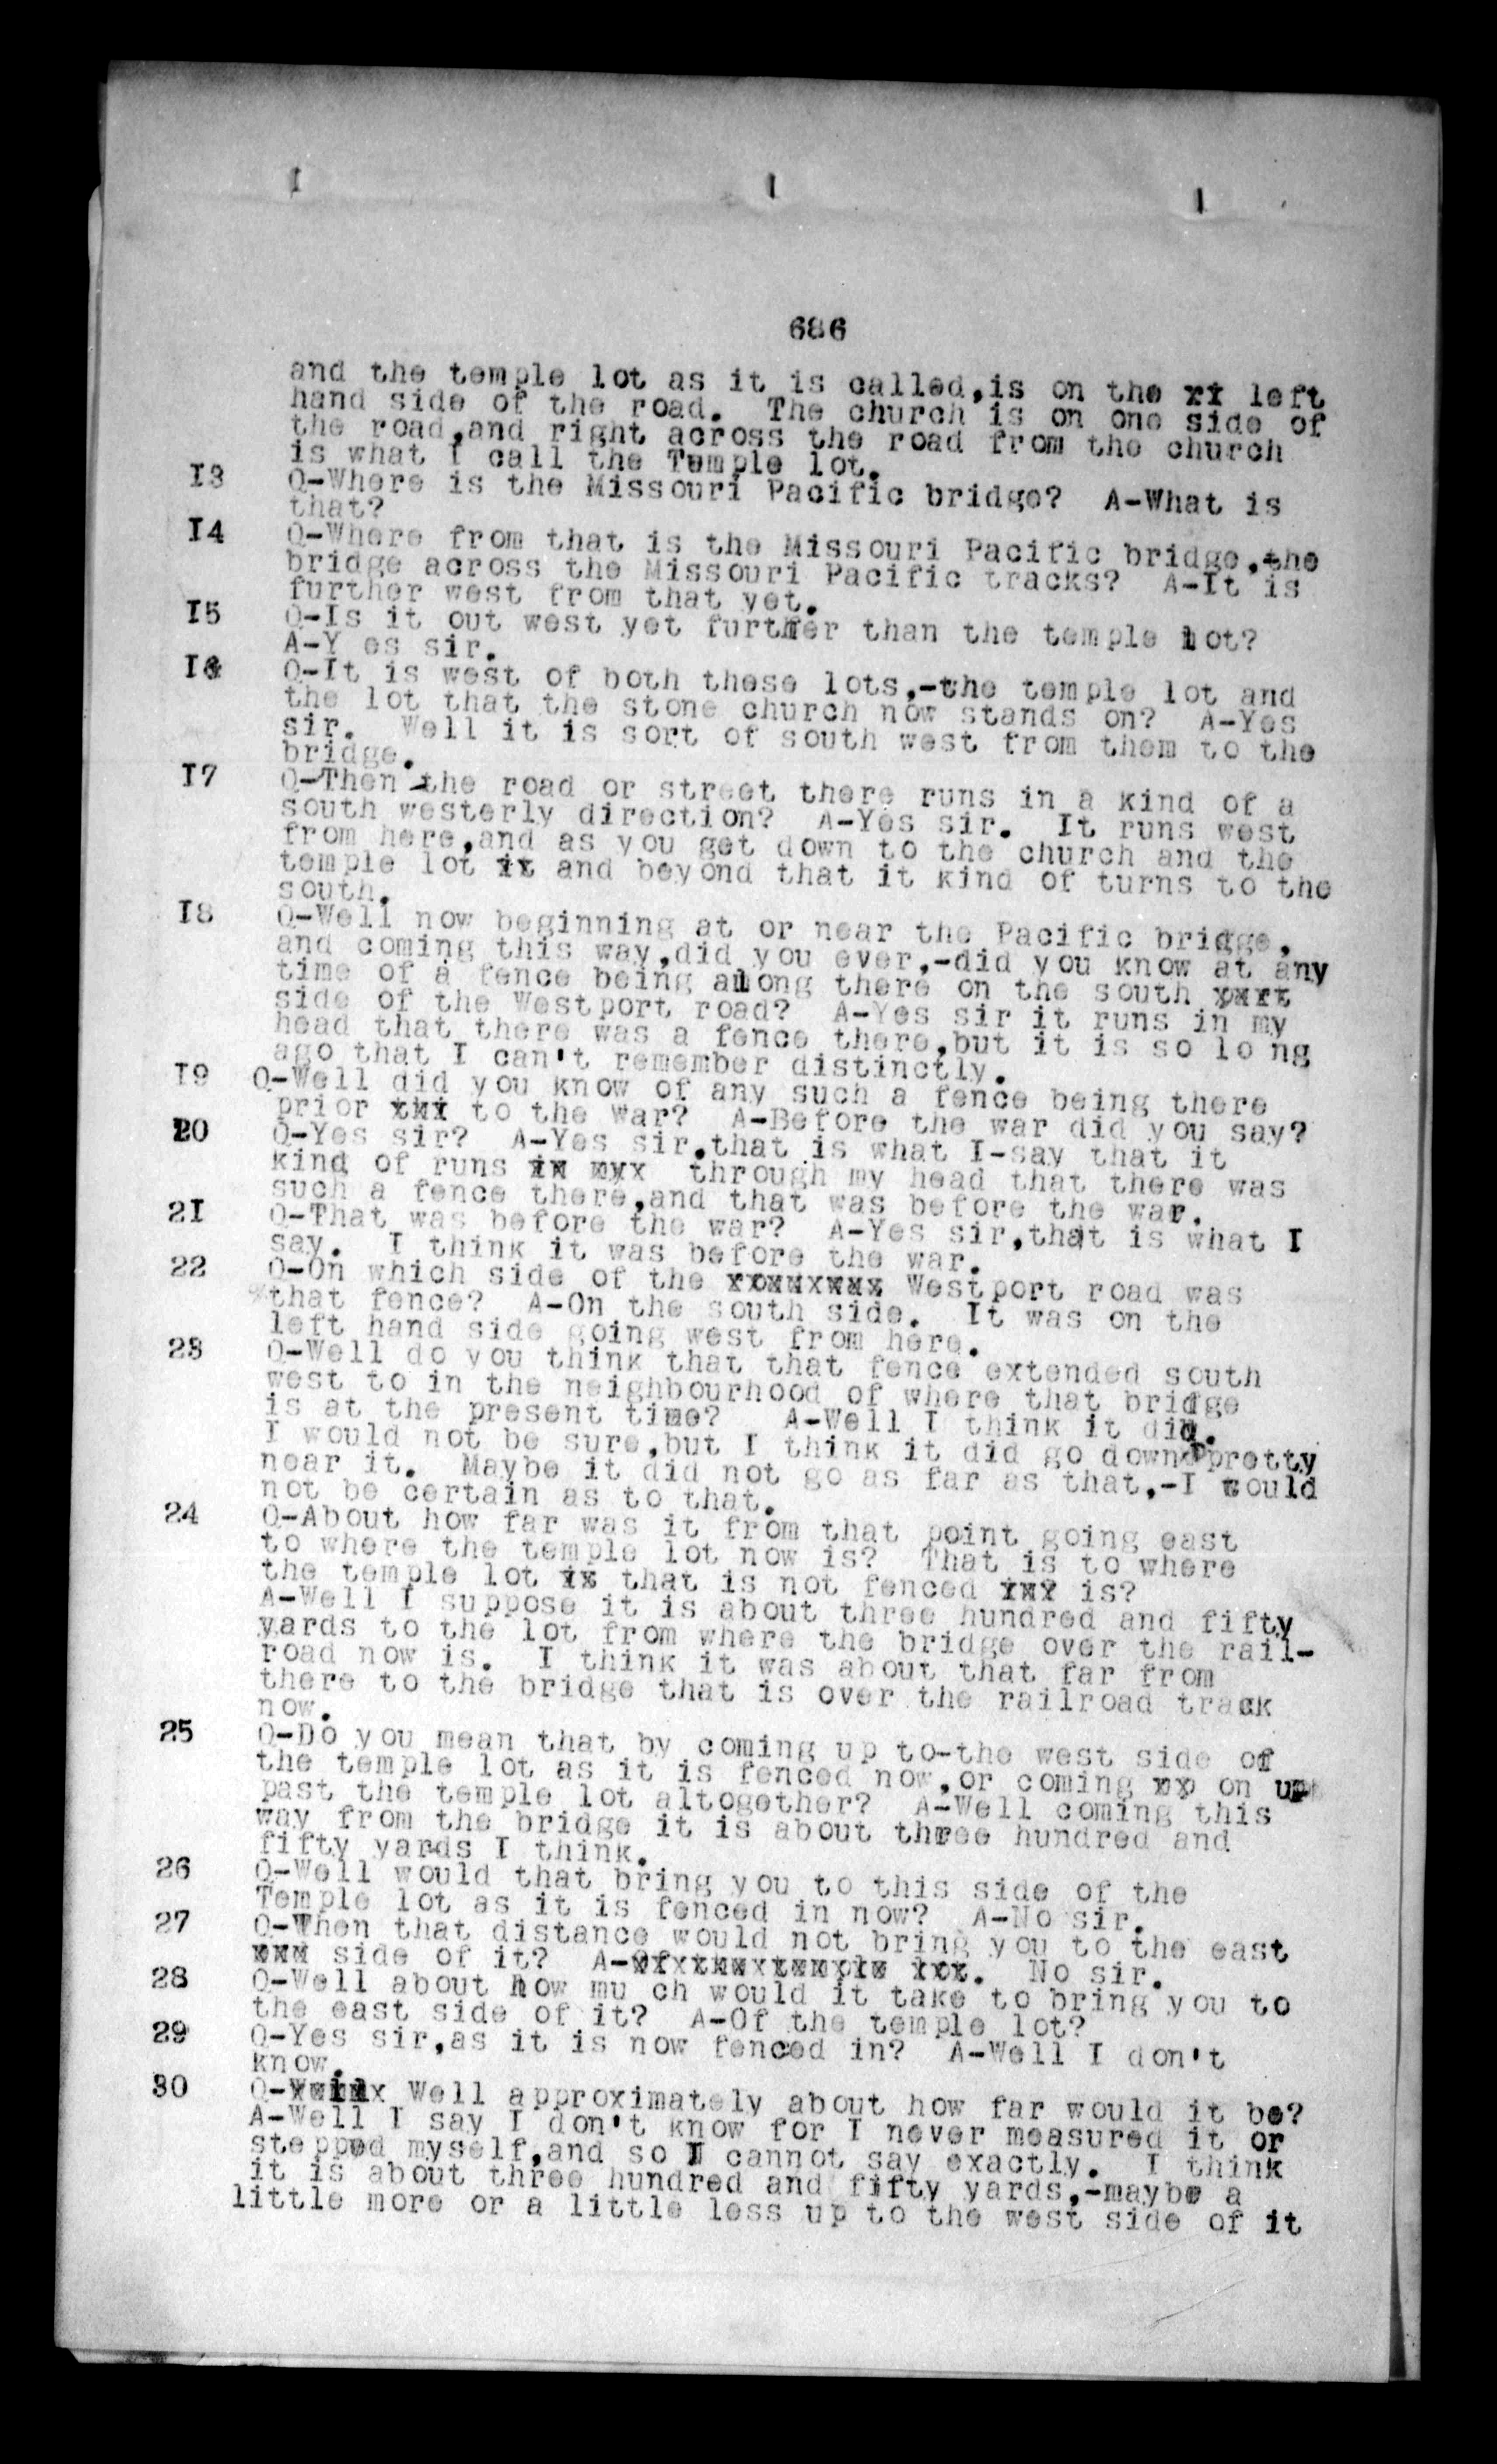 686
and the temple lot as it is called,is on the xx left
hand side of the road. The church is on one side of
the road,and right across the road from the church
is what I call the Temple lot.
I3 Q-Where is the Missouri Pacific bridge? A-What is
that?
I4 Q-Where from that is the Missouri Pacific bridge,the
bridge across the Missouri Pacific tracks? A-It is
further west from that yet.
I5 Q-Is it out west yet further than the temple lot?
A-Y es sir.
I6 Q-It is west of both these lots,-the temple lot and
the lot that the stone church now stands on? A-Yes
sir. Well it is sort of south west from them to the
bridge.
I7 Q-Then the road or street there runs in a kind of a
south westerly direction? A-Yes sir. It runs west
from here,and as you get down to the church and the
temple lot xx and beyond that it kind of turns to the
south.
I8 Q-Well now beginning at or near the Pacific bridge,
and coming this way,did you ever,-did you know at any
time of a fence being along there on the south xxxx
side of the Westport road? A-Yes sir it runs in my
head that there was a fence there,but it is so lo ng
ago that I can't remember distinctly.
I9 Q-Well did you know of any such a fence being there
prior xxx to the war? A-Before the war did you say?
20 Q-Yes sir? A-Yes sir,that is what I-say that it
kind of runs xx xyx through my head that there was
such a fence there,and that was before the war.
2I Q-That was before the war? A-Yes sir,that is what I
say. I think it was before the war.
22 Q-On which side of the xxxxxxxxx Westport road was
that fence? A-On the south side. It was on the
left hand side going west from here.
23 Q-Well do you think that that fence extended south
west to in the neighbourhood of where that bridge
is at the present time? A-Well I think it did.
I would not be sure,but I think it did go down pretty
near it. Maybe it did not go as far as that,-I would
not be certain as to that.
24 Q-About how far was it from that point going east
to where the temple lot now is? That is to where
the temple lot xx that is not fenced xxx is?
A-Well I suppose it is about three hundred and fifty
yards to the lot from where the bridge over the rail-
road now is. I think it was about that far from
there to the bridge that is over the railroad track
now.
25 Q-Do you mean that by coming up to-the west side of
the temple lot as it is fenced now,or coming xx on up
past the temple lot altogether? A-Well coming this
way from the bridge it is about three hundred and
fifty yards I think.
26 Q-Well would that bring you to this side of the
Temple lot as it is fenced in now? A-No sir.
27 Q-Then that distance would not bring you to the east
xxx side of it? A-Ofxthextemple lot. No sir.
28 Q-Well about how mu ch would it take to bring you to
the east side of it? A-Of the temple lot?
29 Q-Yes sir,as it is now fenced in? A-Well I don't
know.
30 Q-xxxxx Well approximately about how far would it be?
A-Well I say I don't know for I never measured it or
stepped myself,and so I cannot say exactly. I think
it is about three hundred and fifty yards,-maybe a
little more or a little less up to the west side of it